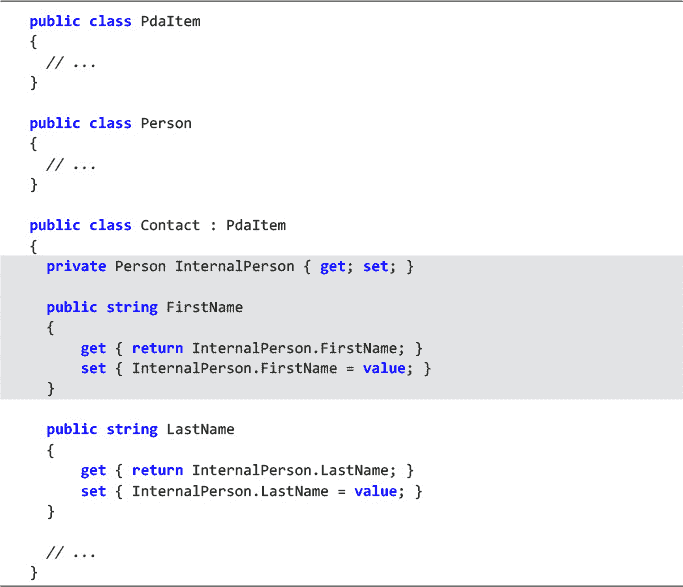 public class PdaItem
{
  // ...
}

public class Person
{
  // ...
}

public class Contact : PdaItem
{
  private Person InternalPerson { get; set; }

  public string FirstName
  {
      get { return InternalPerson.FirstName; }
      set { InternalPerson.FirstName = value; }
  }

  public string LastName
  {
      get { return InternalPerson.LastName; }
      set { InternalPerson.LastName = value; }
  }

  // ...
}